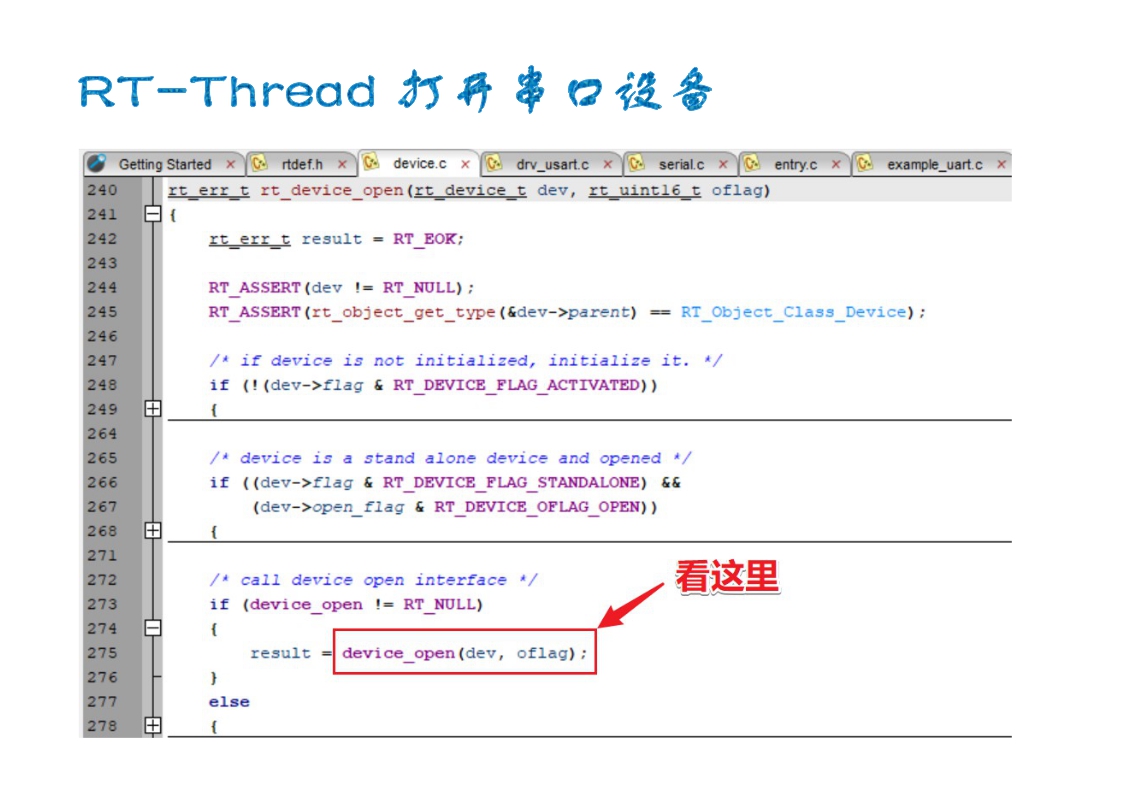 RT-Thread 打开串口设备
Getting Started × rtdef.h × device.c × drv_usart.c × serial.c × entry.c × example_uart.c ×
240 rt_err_t rt_device_open(rt_device_t dev, rt_uint16_t oflag)
241 {
242 rt_err_t result = RT_EOK;
243
244 RT_ASSERT(dev != RT_NULL);
245 RT_ASSERT(rt_object_get_type(&dev->parent) == RT_Object_Class_Device);
246
247 /* if device is not initialized, initialize it. */
248 if (!(dev->flag & RT_DEVICE_FLAG_ACTIVATED))
249 {
264
265 /* device is a stand alone device and opened */
266 if ((dev->flag & RT_DEVICE_FLAG_STANDALONE) &&
267 (dev->open_flag & RT_DEVICE_OFLAG_OPEN))
268 {
271
看这里
272 /* call device open interface */
273 if (device_open != RT_NULL)
274 {
275 result = device_open(dev, oflag);
276 }
277 else
278 {